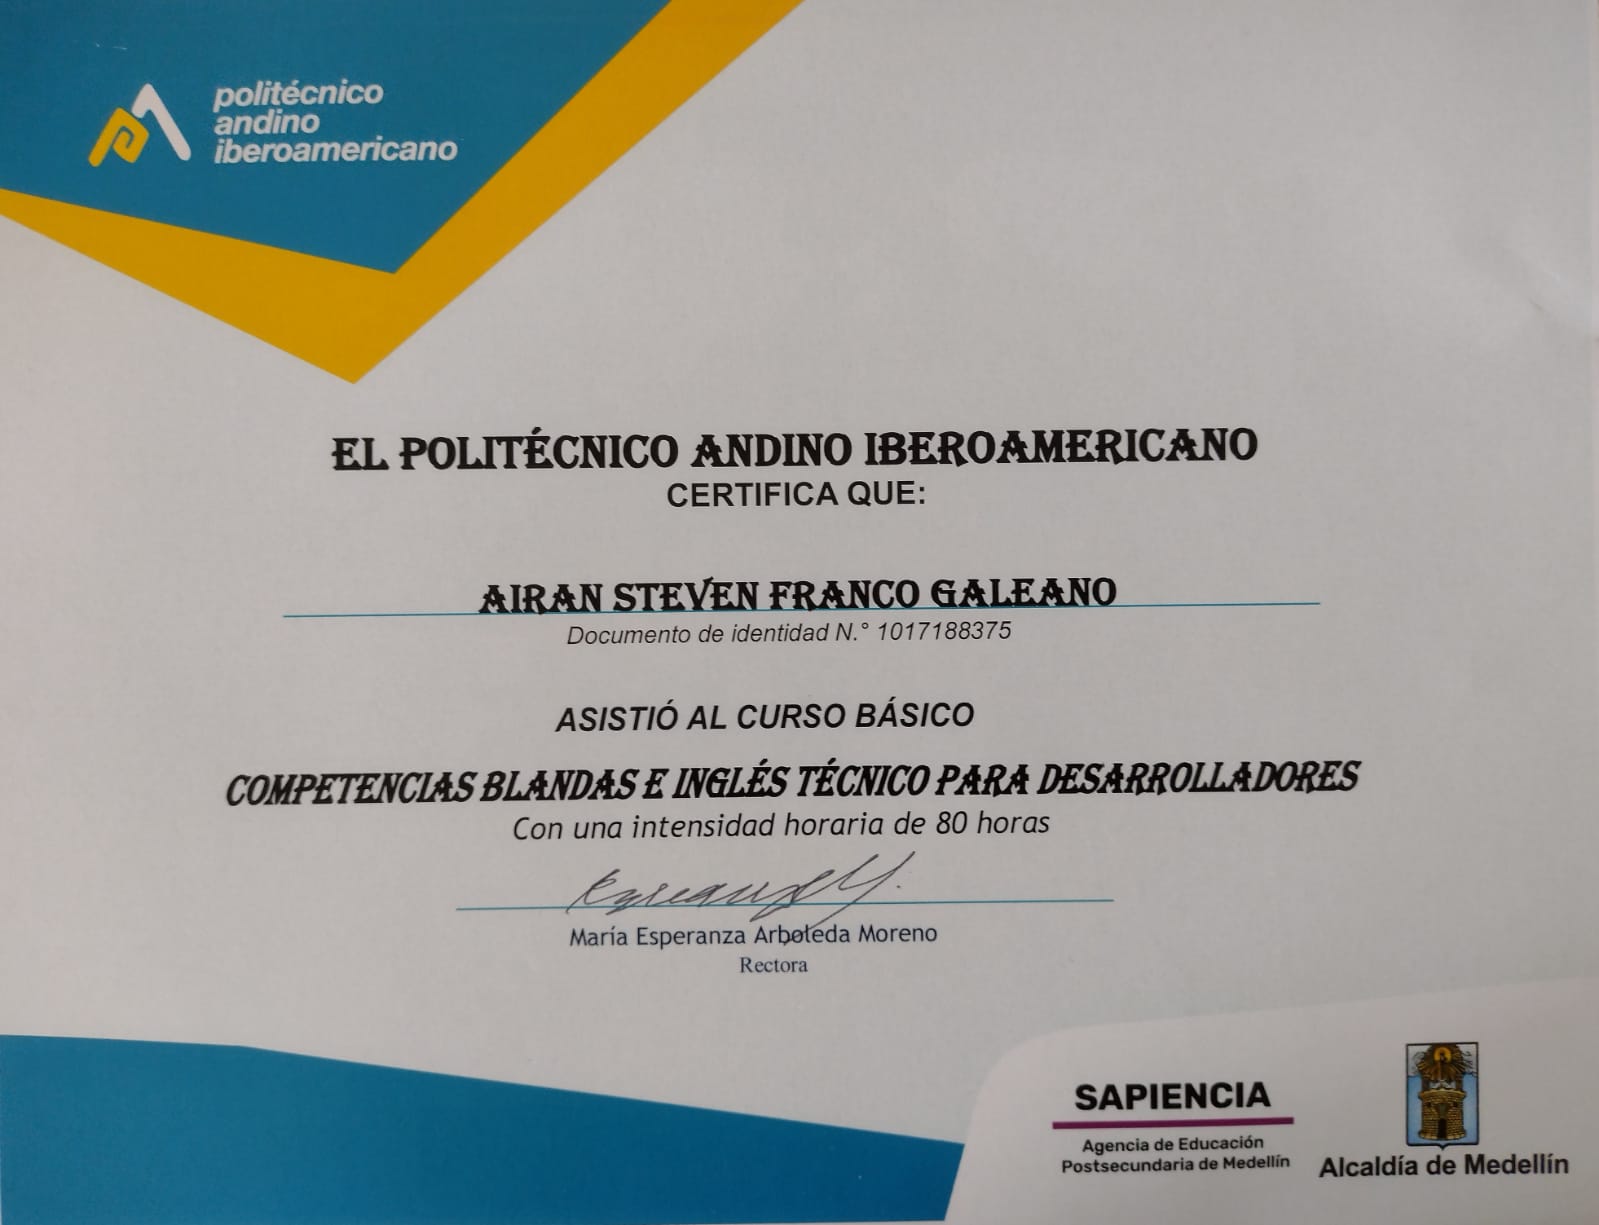 politécnico
andino
iberoamericano
EL POLITÉCNICO ANDINO IBEROAMERICANO
CERTIFICA QUE:
AIRAN STEVEN FRANCO GALEANO
Documento de identidad N.° 1017188375
ASISTIÓ AL CURSO BÁSICO
COMPETENCIAS BLANDAS E INGLÉS TÉCNICO PARA DESARROLLADORES
Con una intensidad horaria de 80 horas
María Esperanza Arboleda Moreno
Rectora
SAPIENCIA
Agencia de Educación
Postsecundaria de Medellín
Alcaldía de Medellín